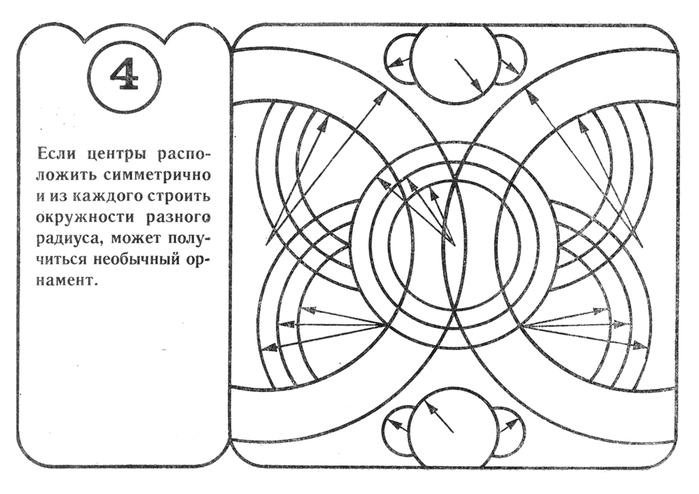 4
Если центры распо-
ложить симметрично
и из каждого строить
окружности разного
радиуса, может полу-
читься необычный ор-
намент.